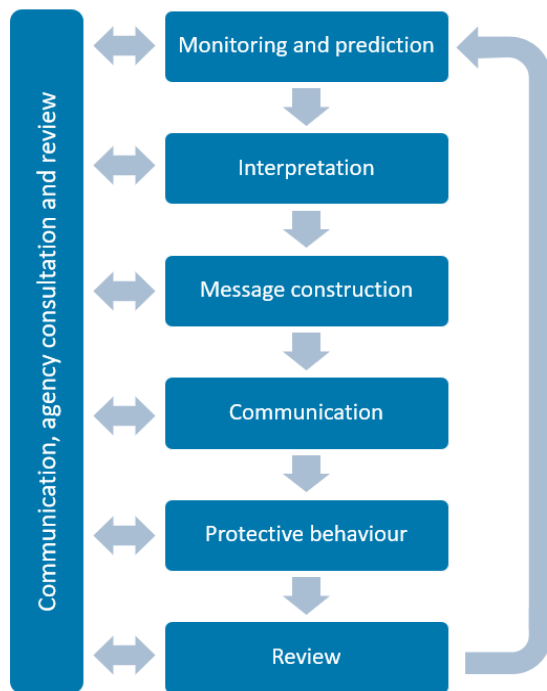 Communication, agency consultation and review
Monitoring and prediction
Interpretation
Message construction
Communication
Protective behaviour
Review